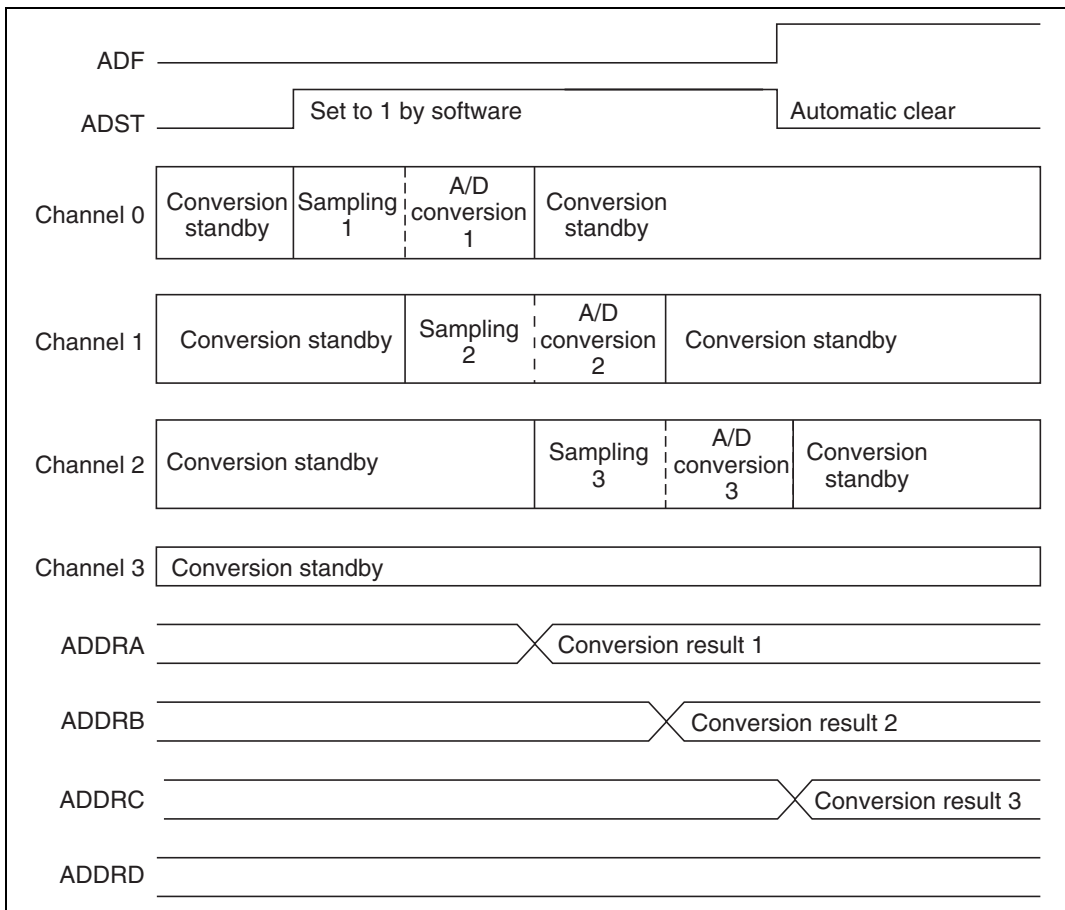 ADF
ADST
Set to 1 by software
Automatic clear
Channel 0
Conversion
standby
Sampling
1
A/D
conversion
1
Conversion
standby
Channel 1
Conversion standby
Sampling
2
A/D
conversion
2
Conversion standby
Channel 2
Conversion standby
Sampling
3
A/D
conversion
3
Conversion
standby
Channel 3
Conversion standby
ADDRA
Conversion result 1
ADDRB
Conversion result 2
ADDRC
Conversion result 3
ADDRD